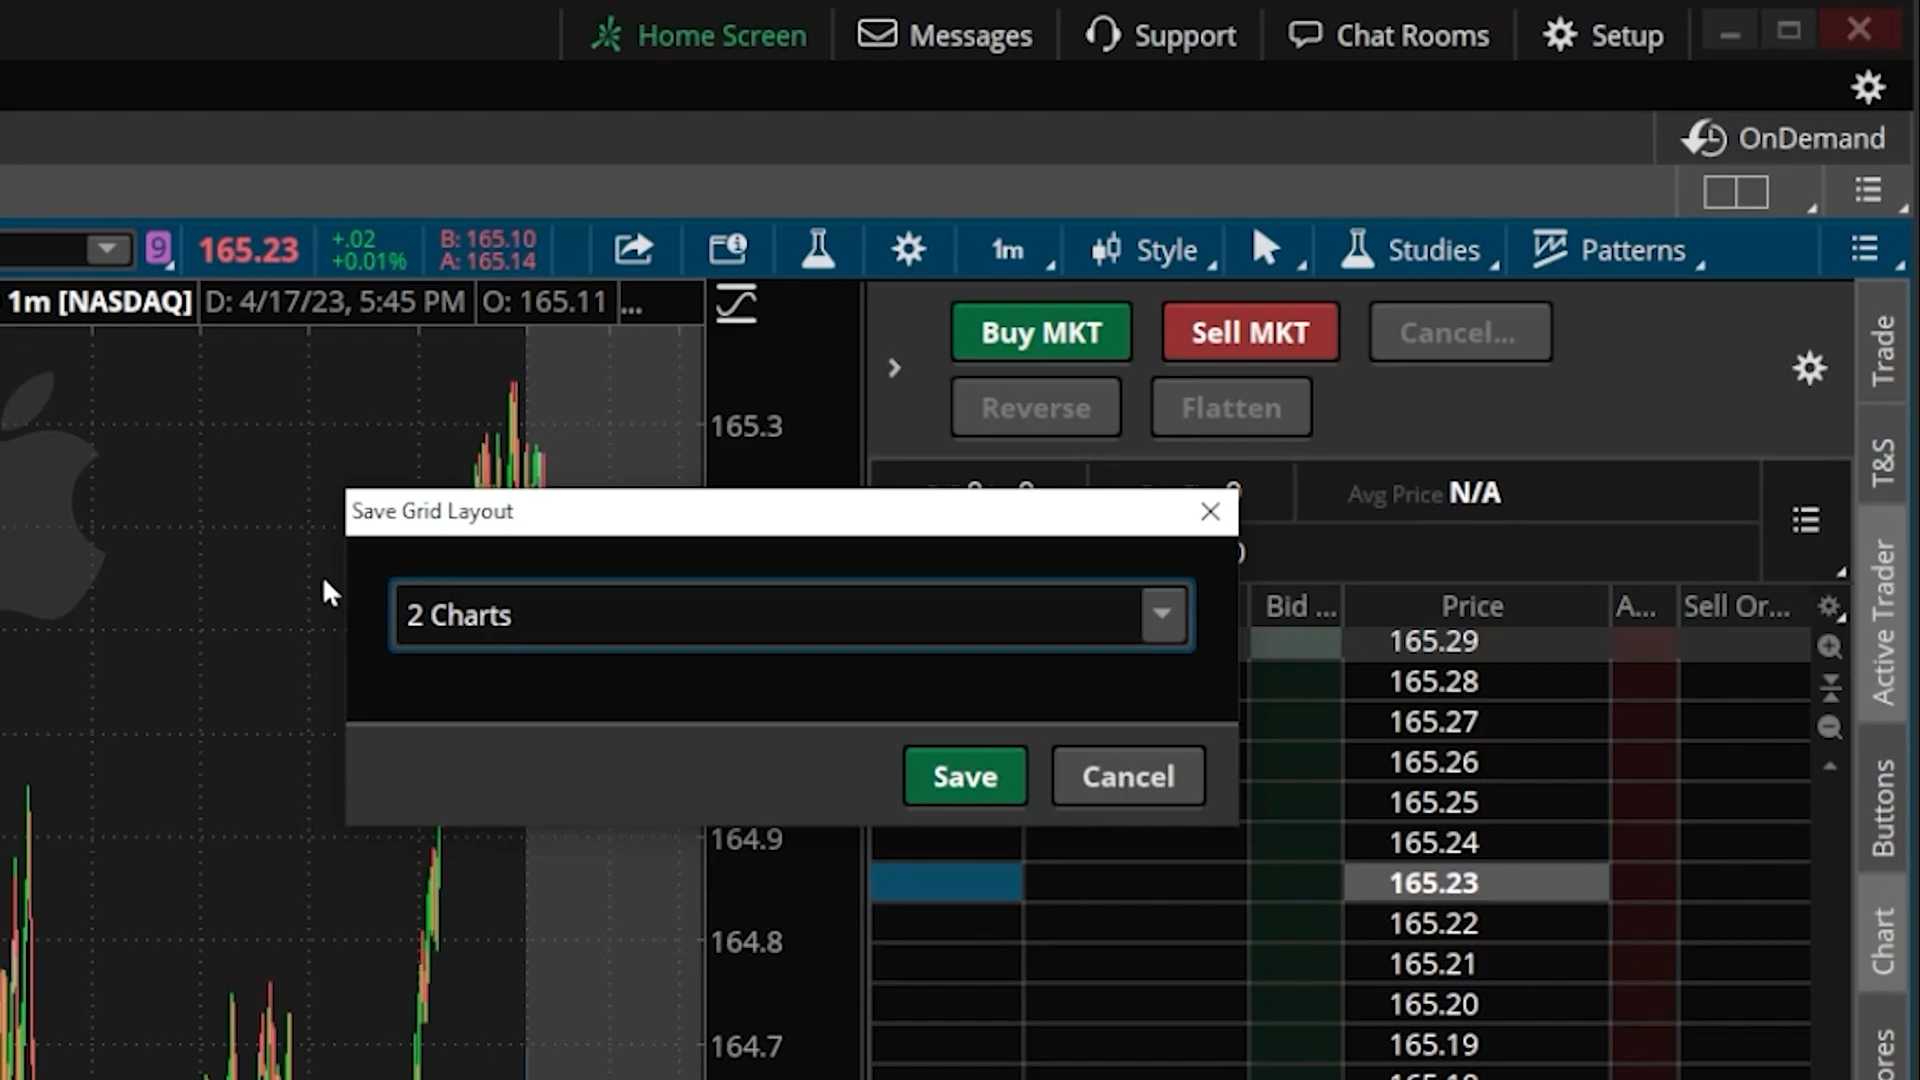 Home Screen
Messages
Support
Chat Rooms
Setup
OnDemand
9
165.23
+.02
+0.01%
B: 165.10
A: 165.14
1m
Style
Studies
Patterns
1m [NASDAQ]
D: 4/17/23, 5:45 PM
O: 165.11
...
Buy MKT
Sell MKT
Cancel...
Reverse
Flatten
Avg Price N/A
165.3
164.9
164.8
164.7
Save Grid Layout
2 Charts
Save
Cancel
Bid ...
Price
A...
Sell Or...
165.29
165.28
165.27
165.26
165.25
165.24
165.23
165.22
165.21
165.20
165.19
Trade
T&S
Active Trader
Buttons
Chart